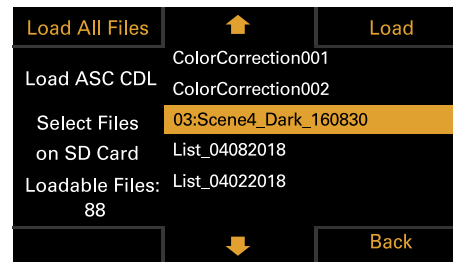 Load All Files
Load
Load ASC CDL
Select Files
on SD Card
Loadable Files:
88
ColorCorrection001
ColorCorrection002
03:Scene4_Dark_160830
List_04082018
List_04022018
Back